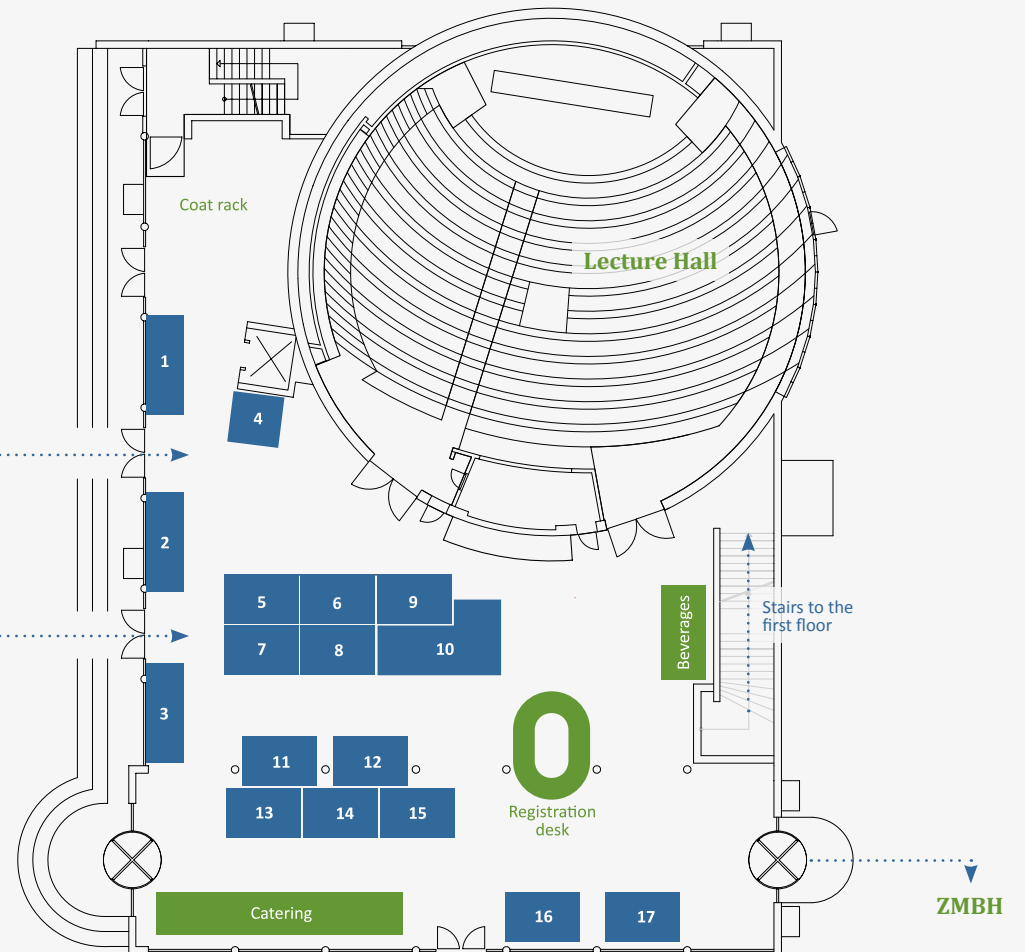 Coat rack
Lecture Hall
1
4
2
5
6
9
7
8
10
Beverages
Stairs to the
first floor
3
11
12
13
14
15
Registration
desk
Catering
16
17
ZMBH